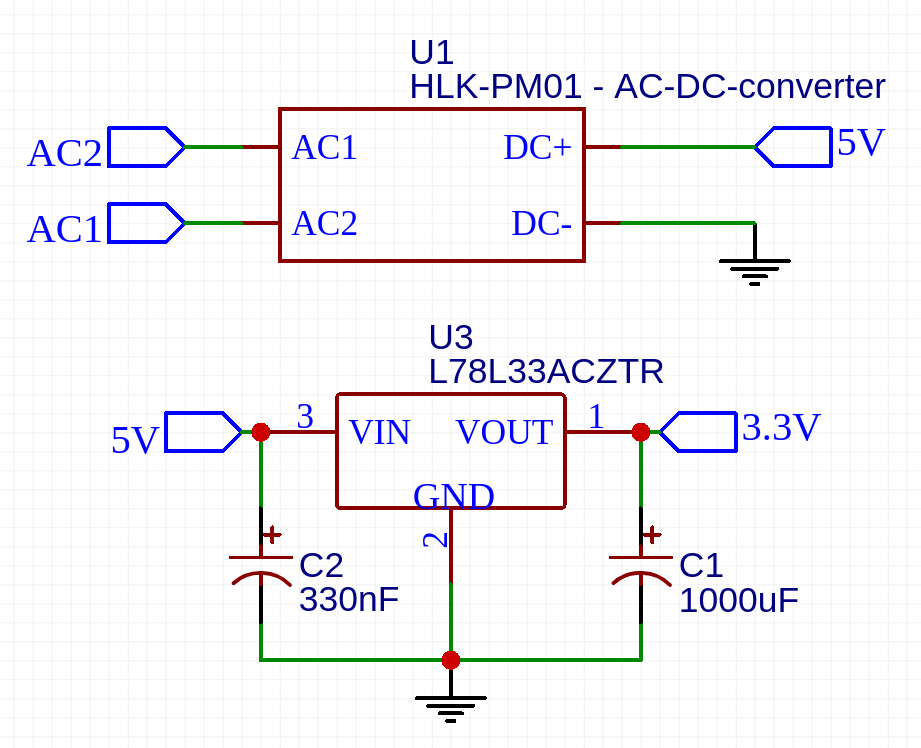 U1
HLK-PM01 - AC-DC-converter
AC2
AC1
DC+
5V
AC1
AC2
DC-
U3
L78L33ACZTR
5V
3
VIN
VOUT
1
3.3V
GND
2
+
+
C2
330nF
C1
1000uF